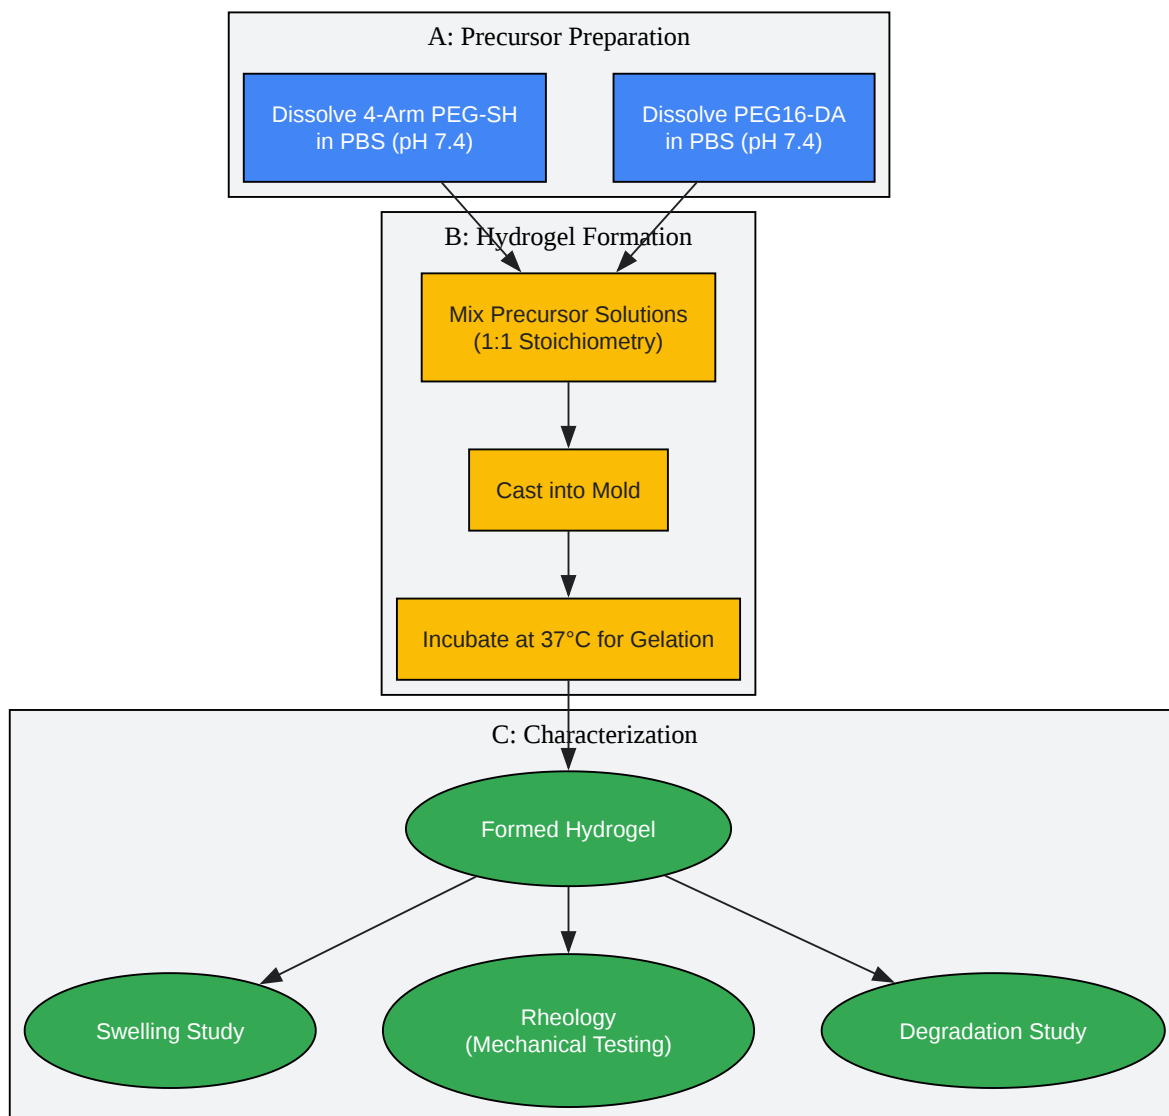 A: Precursor Preparation
Dissolve 4-Arm PEG-SH
in PBS (pH 7.4)
Dissolve PEG16-DA
in PBS (pH 7.4)
B: Hydrogel Formation
Mix Precursor Solutions
(1:1 Stoichiometry)
Cast into Mold
Incubate at 37°C for Gelation
C: Characterization
Formed Hydrogel
Swelling Study
Rheology
(Mechanical Testing)
Degradation Study